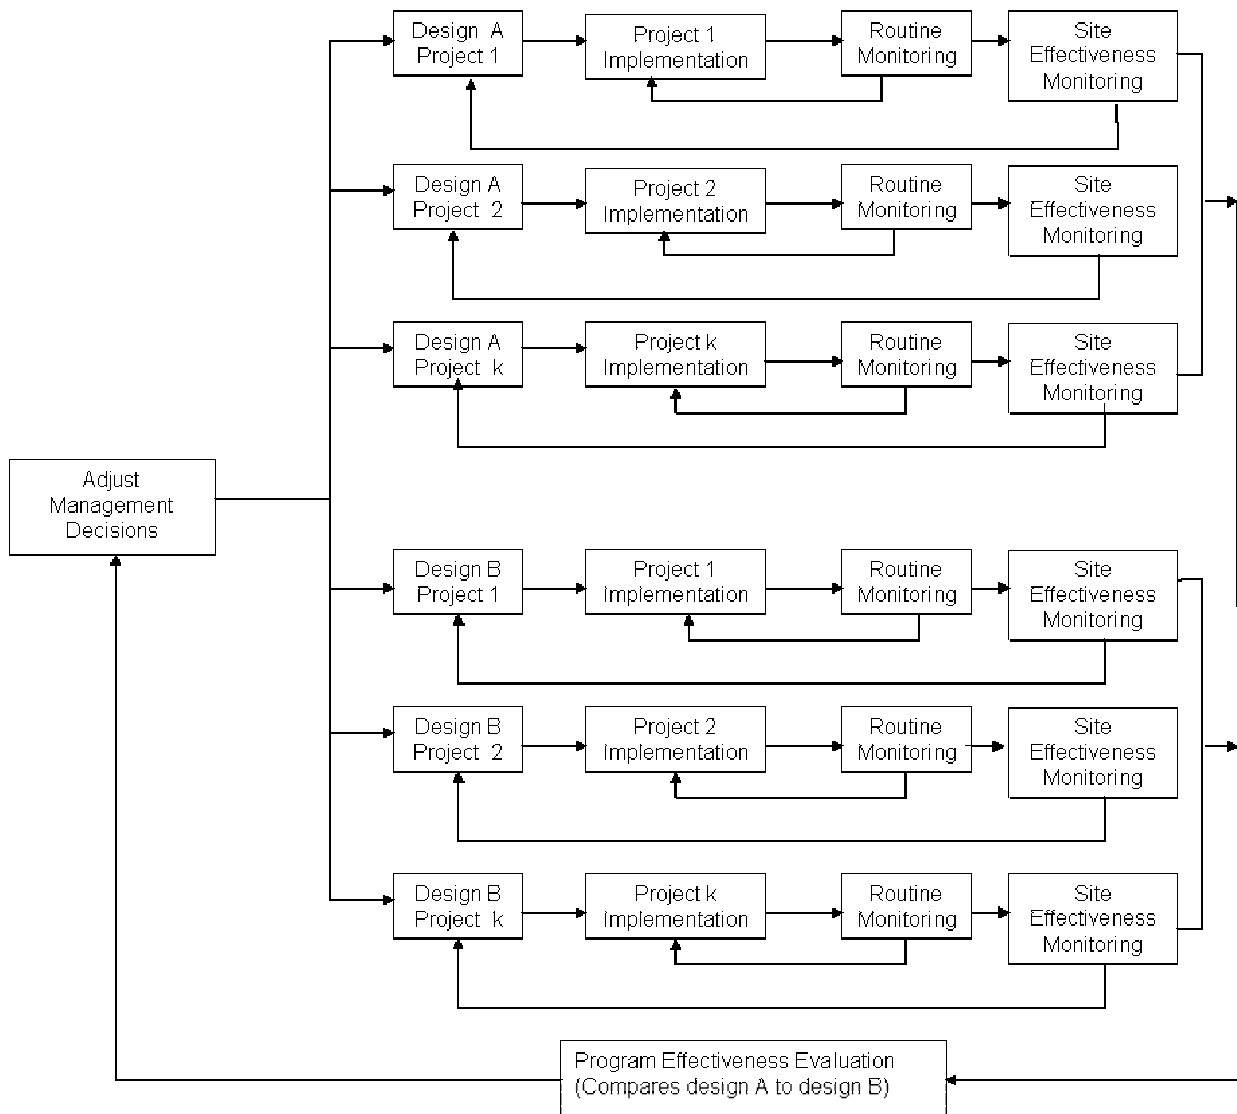 Design A
Project 1
Project 1
Implementation
Routine
Monitoring
Site
Effectiveness
Monitoring
Design A
Project 2
Project 2
Implementation
Routine
Monitoring
Site
Effectiveness
Monitoring
Design A
Project k
Project k
Implementation
Routine
Monitoring
Site
Effectiveness
Monitoring
Adjust
Management
Decisions
Design B
Project 1
Project 1
Implementation
Routine
Monitoring
Site
Effectiveness
Monitoring
Design B
Project 2
Project 2
Implementation
Routine
Monitoring
Site
Effectiveness
Monitoring
Design B
Project k
Project k
Implementation
Routine
Monitoring
Site
Effectiveness
Monitoring
Program Effectiveness Evaluation
(Compares design A to design B)